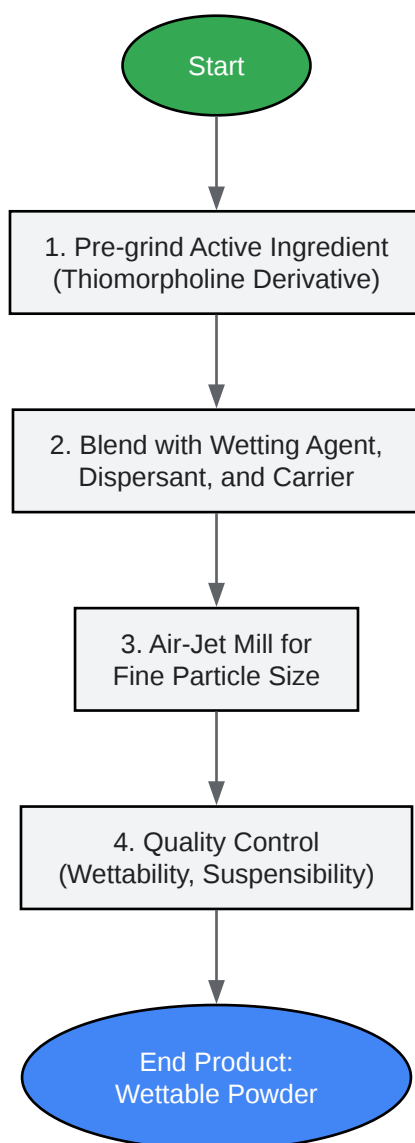 Start
1. Pre-grind Active Ingredient
(Thiomorpholine Derivative)
2. Blend with Wetting Agent,
Dispersant, and Carrier
3. Air-Jet Mill for
Fine Particle Size
4. Quality Control
(Wettability, Suspensibility)
End Product:
Wettable Powder